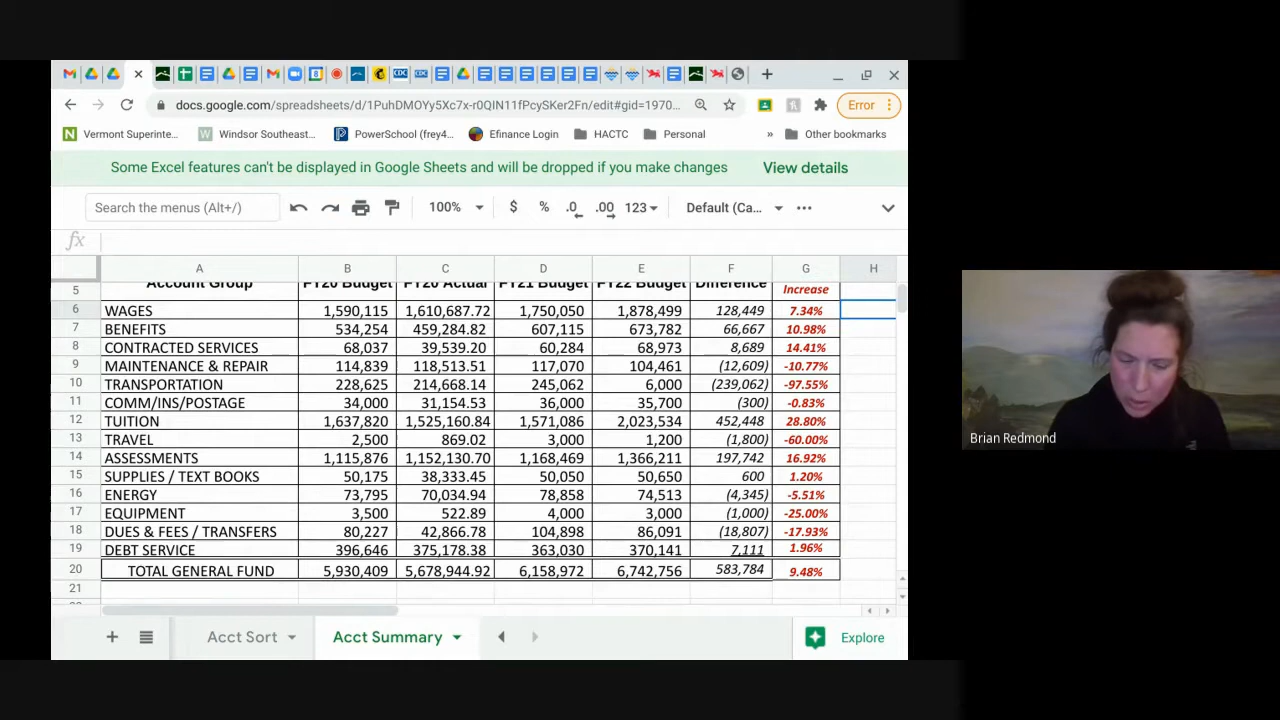 docs.google.com/spreadsheets/d/1PuhDMOYy5Xc7x-r0QIN11fPcySKer2Fn/edit#gid=1970... Error
Vermont Superinte... Windsor Southeast... PowerSchool (frey4... Efinance Login HACTC Personal » Other bookmarks
Some Excel features can't be displayed in Google Sheets and will be dropped if you make changes View details
Search the menus (Alt+/) 100% $ % .0 .00 123 Default (Ca... ...
fx
A B C D E F G H
5 Account Group FY20 Budget FY20 Actual FY21 Budget FY22 Budget Difference Increase
6 WAGES 1,590,115 1,610,687.72 1,750,050 1,878,499 128,449 7.34%
7 BENEFITS 534,254 459,284.82 607,115 673,782 66,667 10.98%
8 CONTRACTED SERVICES 68,037 39,539.20 60,284 68,973 8,689 14.41%
9 MAINTENANCE & REPAIR 114,839 118,513.51 117,070 104,461 (12,609) -10.77%
10 TRANSPORTATION 228,625 214,668.14 245,062 6,000 (239,062) -97.55%
11 COMM/INS/POSTAGE 34,000 31,154.53 36,000 35,700 (300) -0.83%
12 TUITION 1,637,820 1,525,160.84 1,571,086 2,023,534 452,448 28.80%
13 TRAVEL 2,500 869.02 3,000 1,200 (1,800) -60.00%
14 ASSESSMENTS 1,115,876 1,152,130.70 1,168,469 1,366,211 197,742 16.92%
15 SUPPLIES / TEXT BOOKS 50,175 38,333.45 50,050 50,650 600 1.20%
16 ENERGY 73,795 70,034.94 78,858 74,513 (4,345) -5.51%
17 EQUIPMENT 3,500 522.89 4,000 3,000 (1,000) -25.00%
18 DUES & FEES / TRANSFERS 80,227 42,866.78 104,898 86,091 (18,807) -17.93%
19 DEBT SERVICE 396,646 375,178.38 363,030 370,141 7,111 1.96%
20 TOTAL GENERAL FUND 5,930,409 5,678,944.92 6,158,972 6,742,756 583,784 9.48%
21
Acct Sort Acct Summary Explore
Brian Redmond